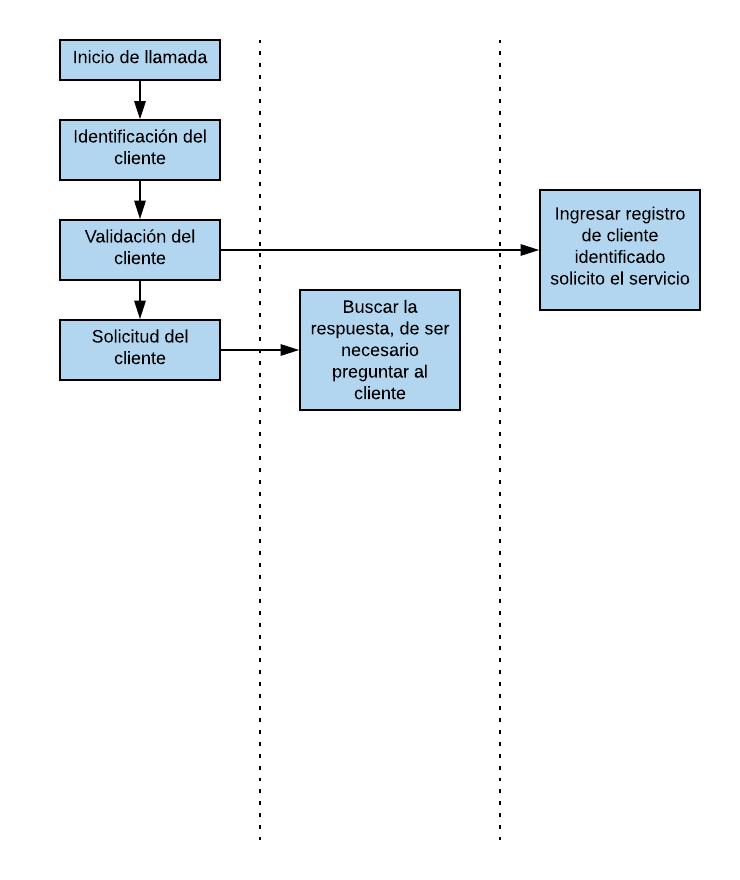 Inicio de llamada
Identificación del
cliente
Validación del
cliente
Solicitud del
cliente
Buscar la
respuesta, de ser
necesario
preguntar al
cliente
Ingresar registro
de cliente
identificado
solicito el servicio